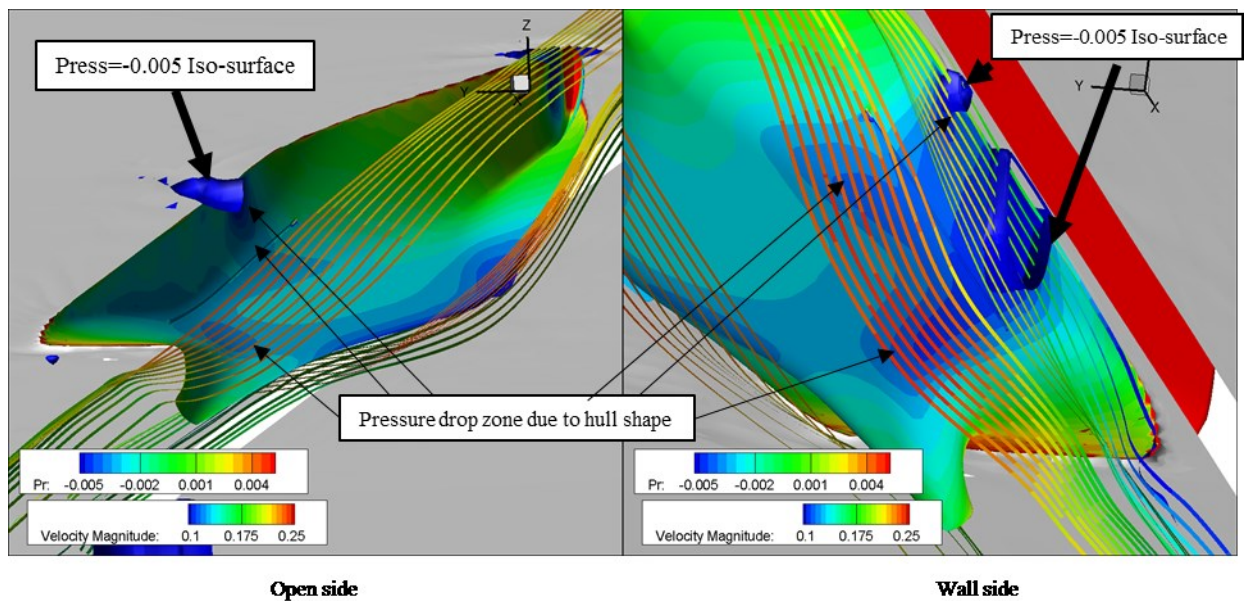 Press=-0.005 Iso-surface
Z
Y
X
Press=-0.005 Iso-surface
Y
X
Pressure drop zone due to hull shape
Pr: -0.005 -0.002 0.001 0.004
Velocity Magnitude: 0.1 0.175 0.25
Pr: -0.005 -0.002 0.001 0.004
Velocity Magnitude: 0.1 0.175 0.25
Open side
Wall side